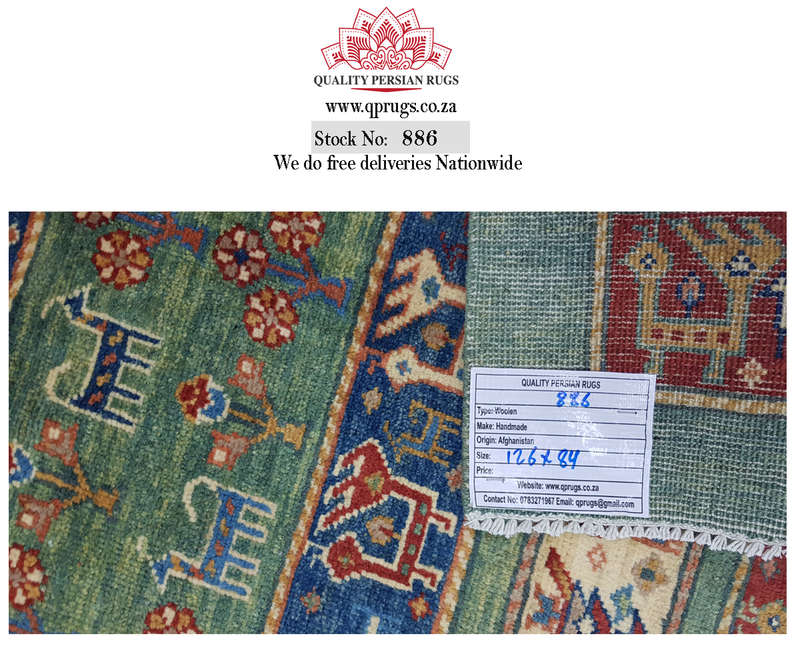 QUALITY PERSIAN RUGS
www.qprugs.co.za
Stock No: 886
We do free deliveries Nationwide
QUALITY PERSIAN RUGS
886
Type: Woolen
Make: Handmade
Origin: Afghanistan
Size: 126x84
Price:
Website: www.qprugs.co.za
Contact No: 0783271967 Email: qprugs@gmail.com